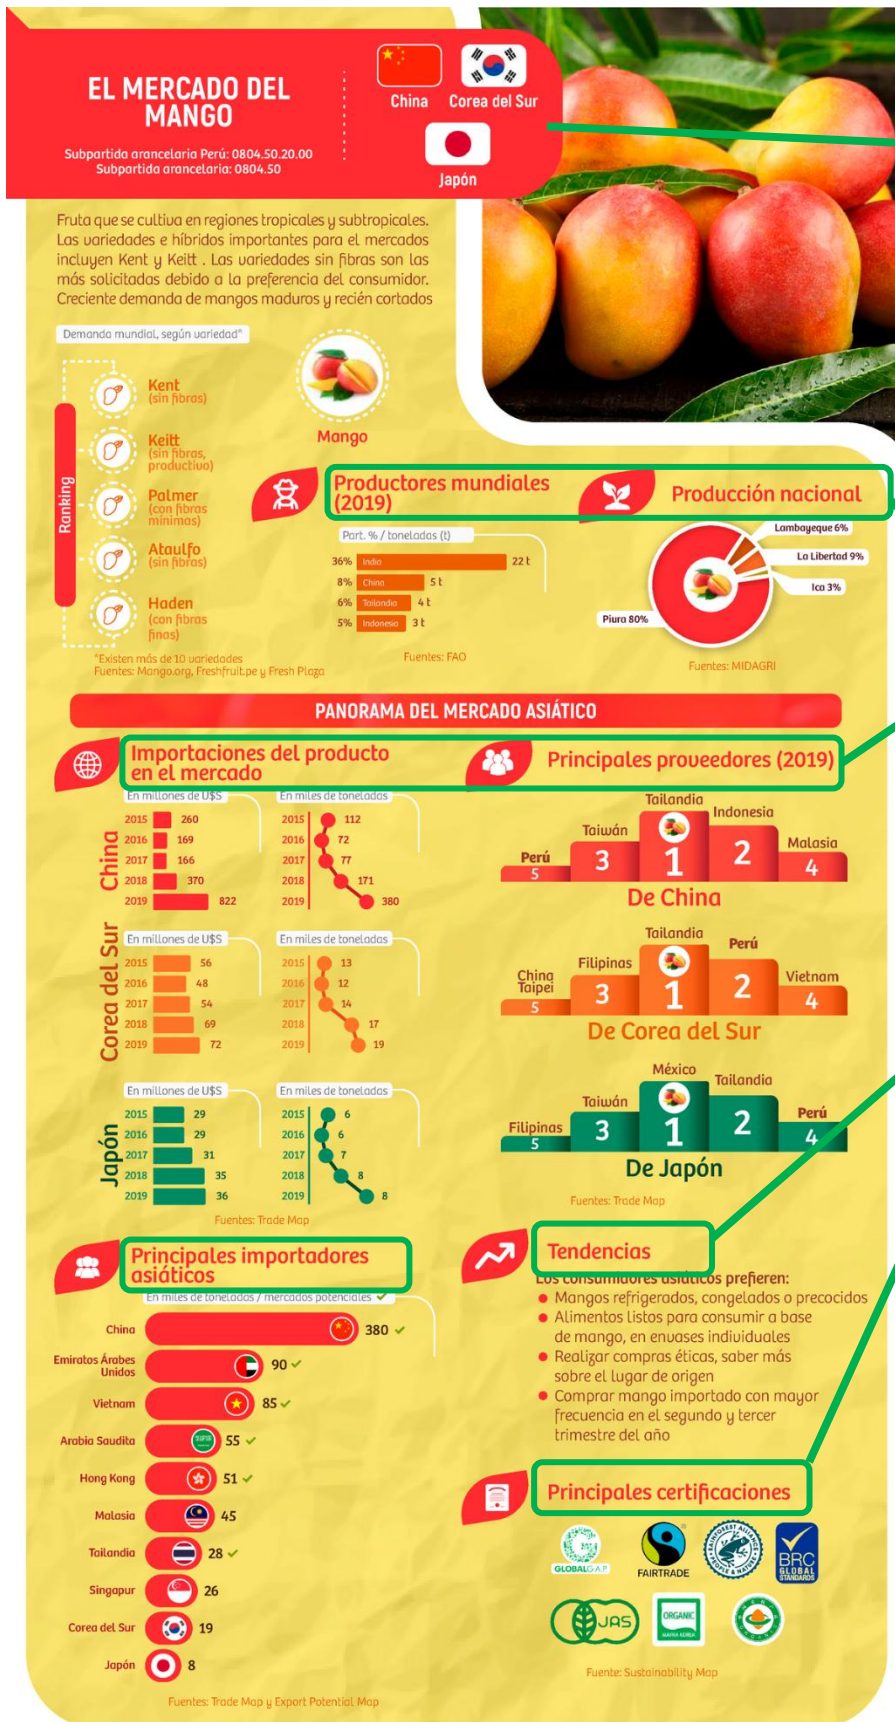 EL MERCADO DEL
MANGO
Subpartida arancelaria Perú: 0804.50.20.00
Subpartida arancelaria: 0804.50
China
Corea del Sur
Japón
Fruta que se cultiva en regiones tropicales y subtropicales.
Las variedades e híbridos importantes para el mercados
incluyen Kent y Keitt . Las variedades sin fibras son las
más solicitadas debido a la preferencia del consumidor.
Creciente demanda de mangos maduros y recién cortados
Demanda mundial, según variedad*
Ranking
Kent
(sin fibras)
Keitt
(sin fibras,
productivo)
Palmer
(con fibras
mínimas)
Ataulfo
(sin fibras)
Haden
(con fibras
finas)
*Existen más de 10 variedades
Fuentes: Mango.org, Freshfruit.pe y Fresh Plaza
Mango
Productores mundiales
(2019)
Part. % / toneladas (t)
36% India 22 t
8% China 5 t
6% Tailandia 4 t
5% Indonesia 3 t
Fuentes: FAO
Producción nacional
Lambayeque 6%
La Libertad 9%
Ica 3%
Piura 80%
Fuentes: MIDAGRI
PANORAMA DEL MERCADO ASIÁTICO
Importaciones del producto
en el mercado
China
En millones de U$S
2015 260
2016 169
2017 166
2018 370
2019 822
En miles de toneladas
2015 112
2016 72
2017 77
2018 171
2019 380
Corea del Sur
En millones de U$S
2015 56
2016 48
2017 54
2018 69
2019 72
En miles de toneladas
2015 13
2016 12
2017 14
2018 17
2019 19
Japón
En millones de U$S
2015 29
2016 29
2017 31
2018 35
2019 36
En miles de toneladas
2015 6
2016 6
2017 7
2018 8
2019 8
Fuentes: Trade Map
Principales proveedores (2019)
Tailandia
Indonesia
Taiwán
Malasia
Perú
5 3 1 2 4
De China
Tailandia
Perú
Filipinas
Vietnam
China
Taipei
5 3 1 2 4
De Corea del Sur
México
Tailandia
Taiwán
Perú
Filipinas
5 3 1 2 4
De Japón
Fuentes: Trade Map
Principales importadores
asiáticos
En miles de toneladas / mercados potenciales ✓
China 380 ✓
Emiratos Árabes
Unidos 90 ✓
Vietnam 85 ✓
Arabia Saudita 55 ✓
Hong Kong 51 ✓
Malasia 45
Tailandia 28 ✓
Singapur 26
Corea del Sur 19
Japón 8
Fuentes: Trade Map y Export Potential Map
Tendencias
Los consumidores asiáticos prefieren:
● Mangos refrigerados, congelados o precocidos
● Alimentos listos para consumir a base
de mango, en envases individuales
● Realizar compras éticas, saber más
sobre el lugar de origen
● Comprar mango importado con mayor
frecuencia en el segundo y tercer
trimestre del año
Principales certificaciones
GLOBALG.A.P.
FAIRTRADE
RAINFOREST ALLIANCE
PEOPLE & NATURE
BRC
GLOBAL
STANDARDS
JAS
ORGANIC
MAFRA KOREA
Fuente: Sustainability Map